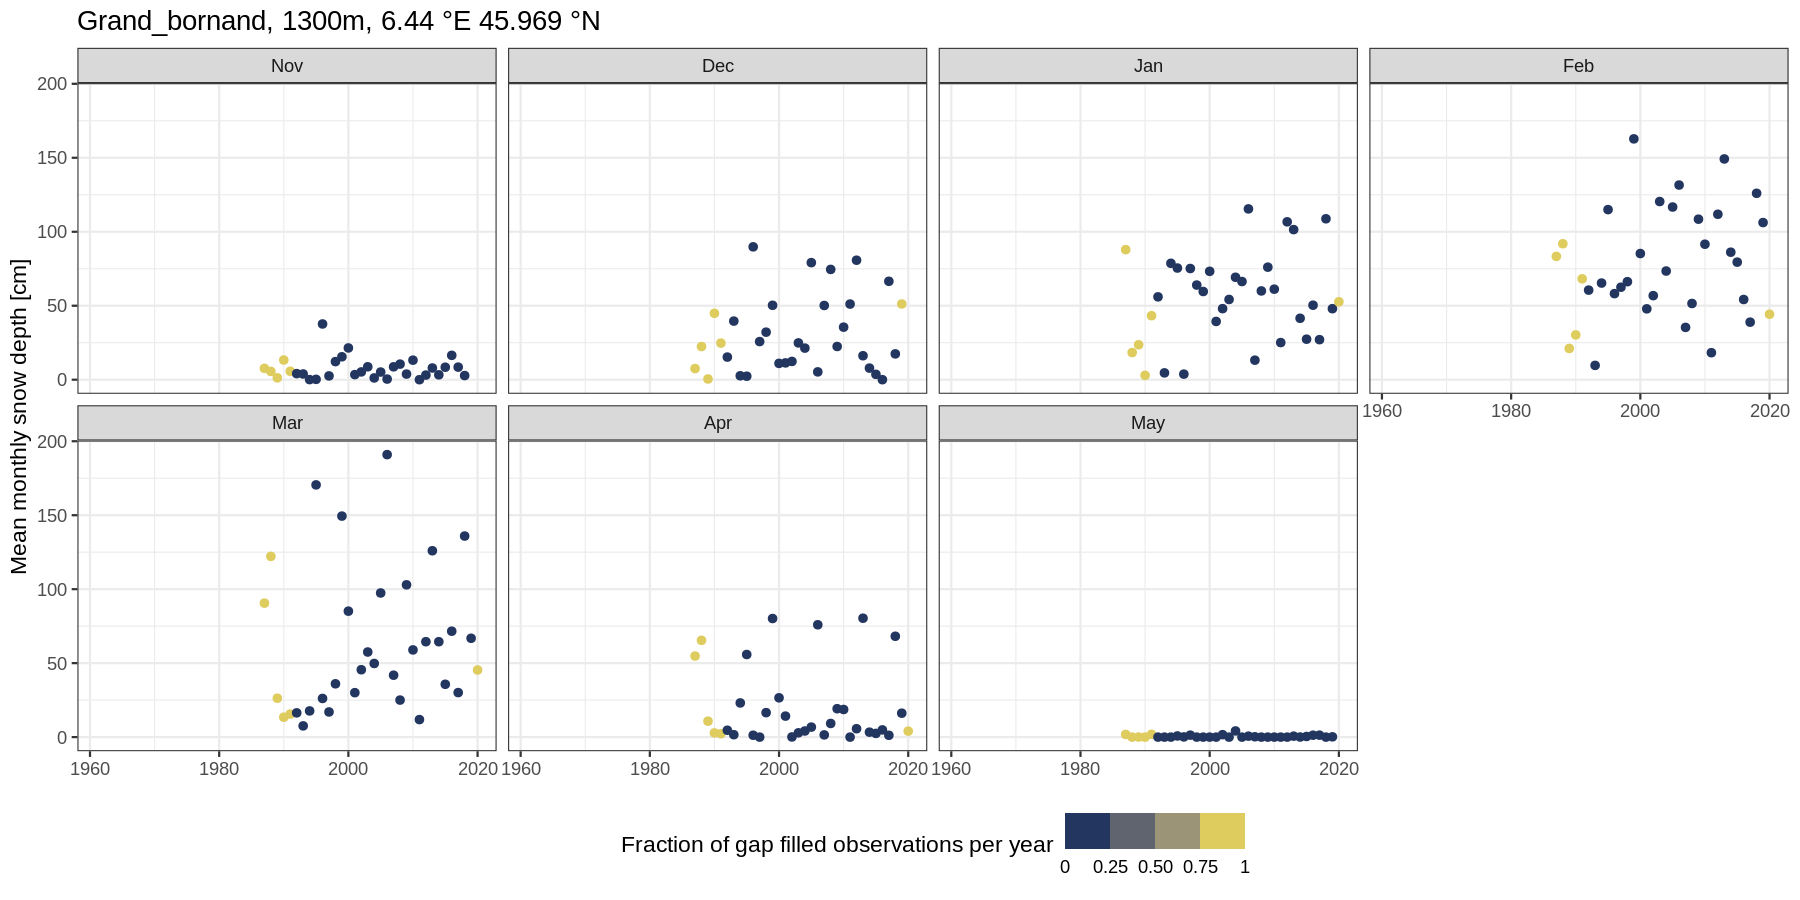 Grand_bornand, 1300m, 6.44 °E 45.969 °N
Nov Dec Jan Feb
200
150
100
50
0
1960 1980 2000 2020
Mar Apr May
200
150
100
50
0
1960 1980 2000 2020 1960 1980 2000 2020 1960 1980 2000 2020
Mean monthly snow depth [cm]
Fraction of gap filled observations per year
0 0.25 0.50 0.75 1